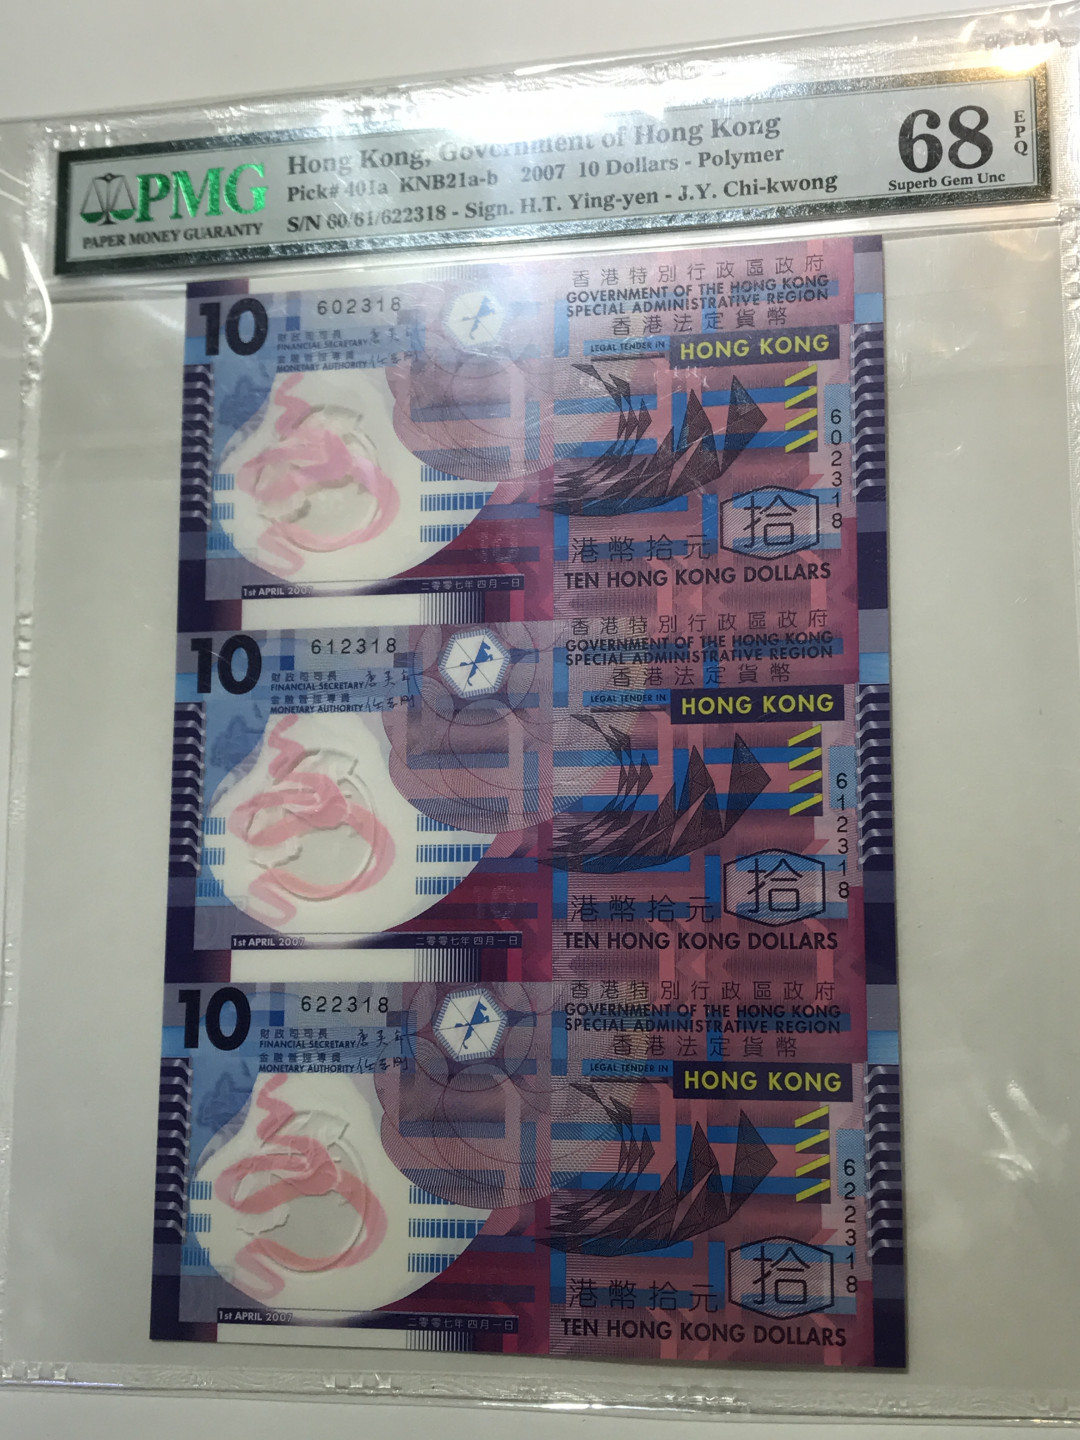 PMG
PAPER MONEY GUARANTY
Hong Kong, Government of Hong Kong
Pick# 401a KNB21a-b 2007 10 Dollars - Polymer
S/N 60/61/622318 - Sign. H.T. Ying-yen - J.Y. Chi-kwong
68
EPQ
Superb Gem Unc
10
602318
財政司司長
FINANCIAL SECRETARY
金融管理專員
MONETARY AUTHORITY
香港特別行政區政府
GOVERNMENT OF THE HONG KONG
SPECIAL ADMINISTRATIVE REGION
香港法定貨幣
LEGAL TENDER IN
HONG KONG
602318
拾
港幣拾元
TEN HONG KONG DOLLARS
1st APRIL 2007
二零零七年四月一日
10
612318
財政司司長
FINANCIAL SECRETARY
金融管理專員
MONETARY AUTHORITY
香港特別行政區政府
GOVERNMENT OF THE HONG KONG
SPECIAL ADMINISTRATIVE REGION
香港法定貨幣
LEGAL TENDER IN
HONG KONG
612318
拾
港幣拾元
TEN HONG KONG DOLLARS
1st APRIL 2007
二零零七年四月一日
10
622318
財政司司長
FINANCIAL SECRETARY
金融管理專員
MONETARY AUTHORITY
香港特別行政區政府
GOVERNMENT OF THE HONG KONG
SPECIAL ADMINISTRATIVE REGION
香港法定貨幣
LEGAL TENDER IN
HONG KONG
622318
拾
港幣拾元
TEN HONG KONG DOLLARS
1st APRIL 2007
二零零七年四月一日